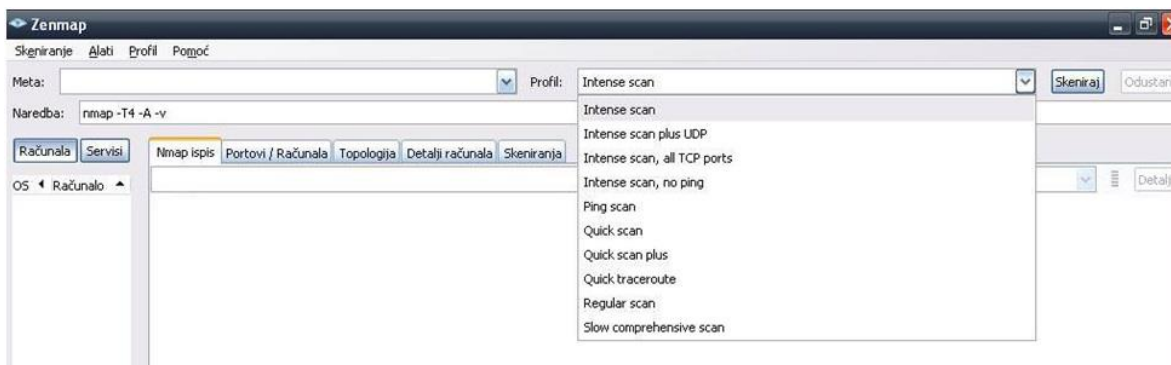 Zenmap
Skeniranje Alati Profil Pomoć
Meta: Profil: Intense scan Skeniraj Odustani
Naredba: nmap -T4 -A -v
Intense scan
Intense scan plus UDP
Intense scan, all TCP ports
Intense scan, no ping
Ping scan
Quick scan
Quick scan plus
Quick traceroute
Regular scan
Slow comprehensive scan
Računala Servisi Nmap ispis Portovi / Računala Topologija Detalji računala Skeniranja
OS Računalo Detalj